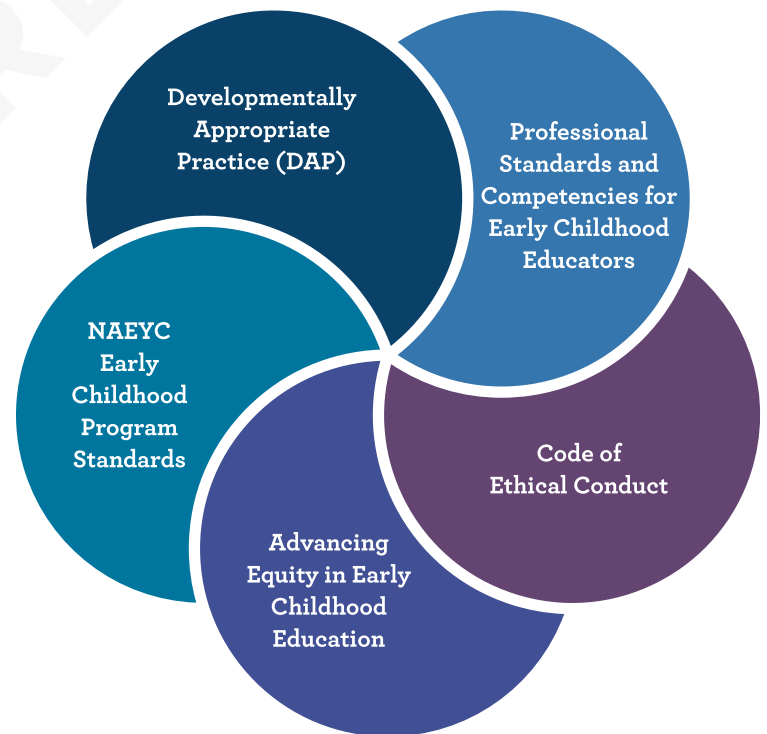 Developmentally
Appropriate
Practice (DAP)
Professional
Standards and
Competencies for
Early Childhood
Educators
NAEYC
Early
Childhood
Program
Standards
Code of
Ethical Conduct
Advancing
Equity in Early
Childhood
Education